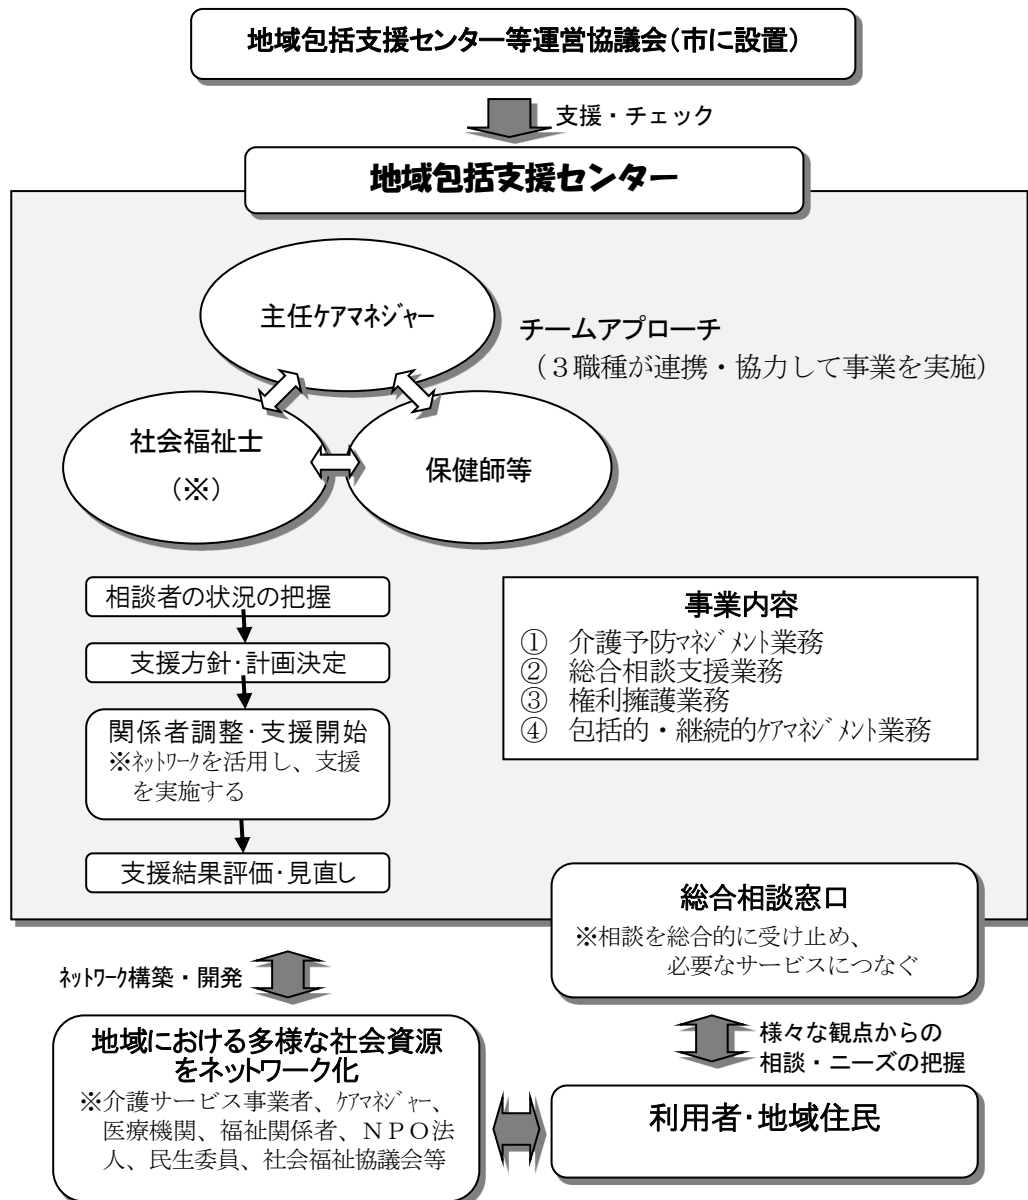 地域包括支援センター等運営協議会(市に設置)
支援・チェック
地域包括支援センター
主任ｹｱﾏﾈｼﾞｬｰ
チームアプローチ
(３職種が連携・協力して事業を実施)
社会福祉士
(※)
保健師等
相談者の状況の把握
支援方針・計画決定
関係者調整・支援開始
※ﾈｯﾄﾜｰｸを活用し、支援
を実施する
支援結果評価・見直し
事業内容
① 介護予防ﾏﾈｼﾞﾒﾝﾄ業務
② 総合相談支援業務
③ 権利擁護業務
④ 包括的・継続的ｹｱﾏﾈｼﾞﾒﾝﾄ業務
総合相談窓口
※相談を総合的に受け止め、
必要なサービスにつなぐ
ﾈｯﾄﾜｰｸ構築・開発
様々な観点からの
相談・ニーズの把握
地域における多様な社会資源
をネットワーク化
※介護サービス事業者、ｹｱﾏﾈｼﾞｬｰ、
医療機関、福祉関係者、ＮＰＯ法
人、民生委員、社会福祉協議会等
利用者・地域住民